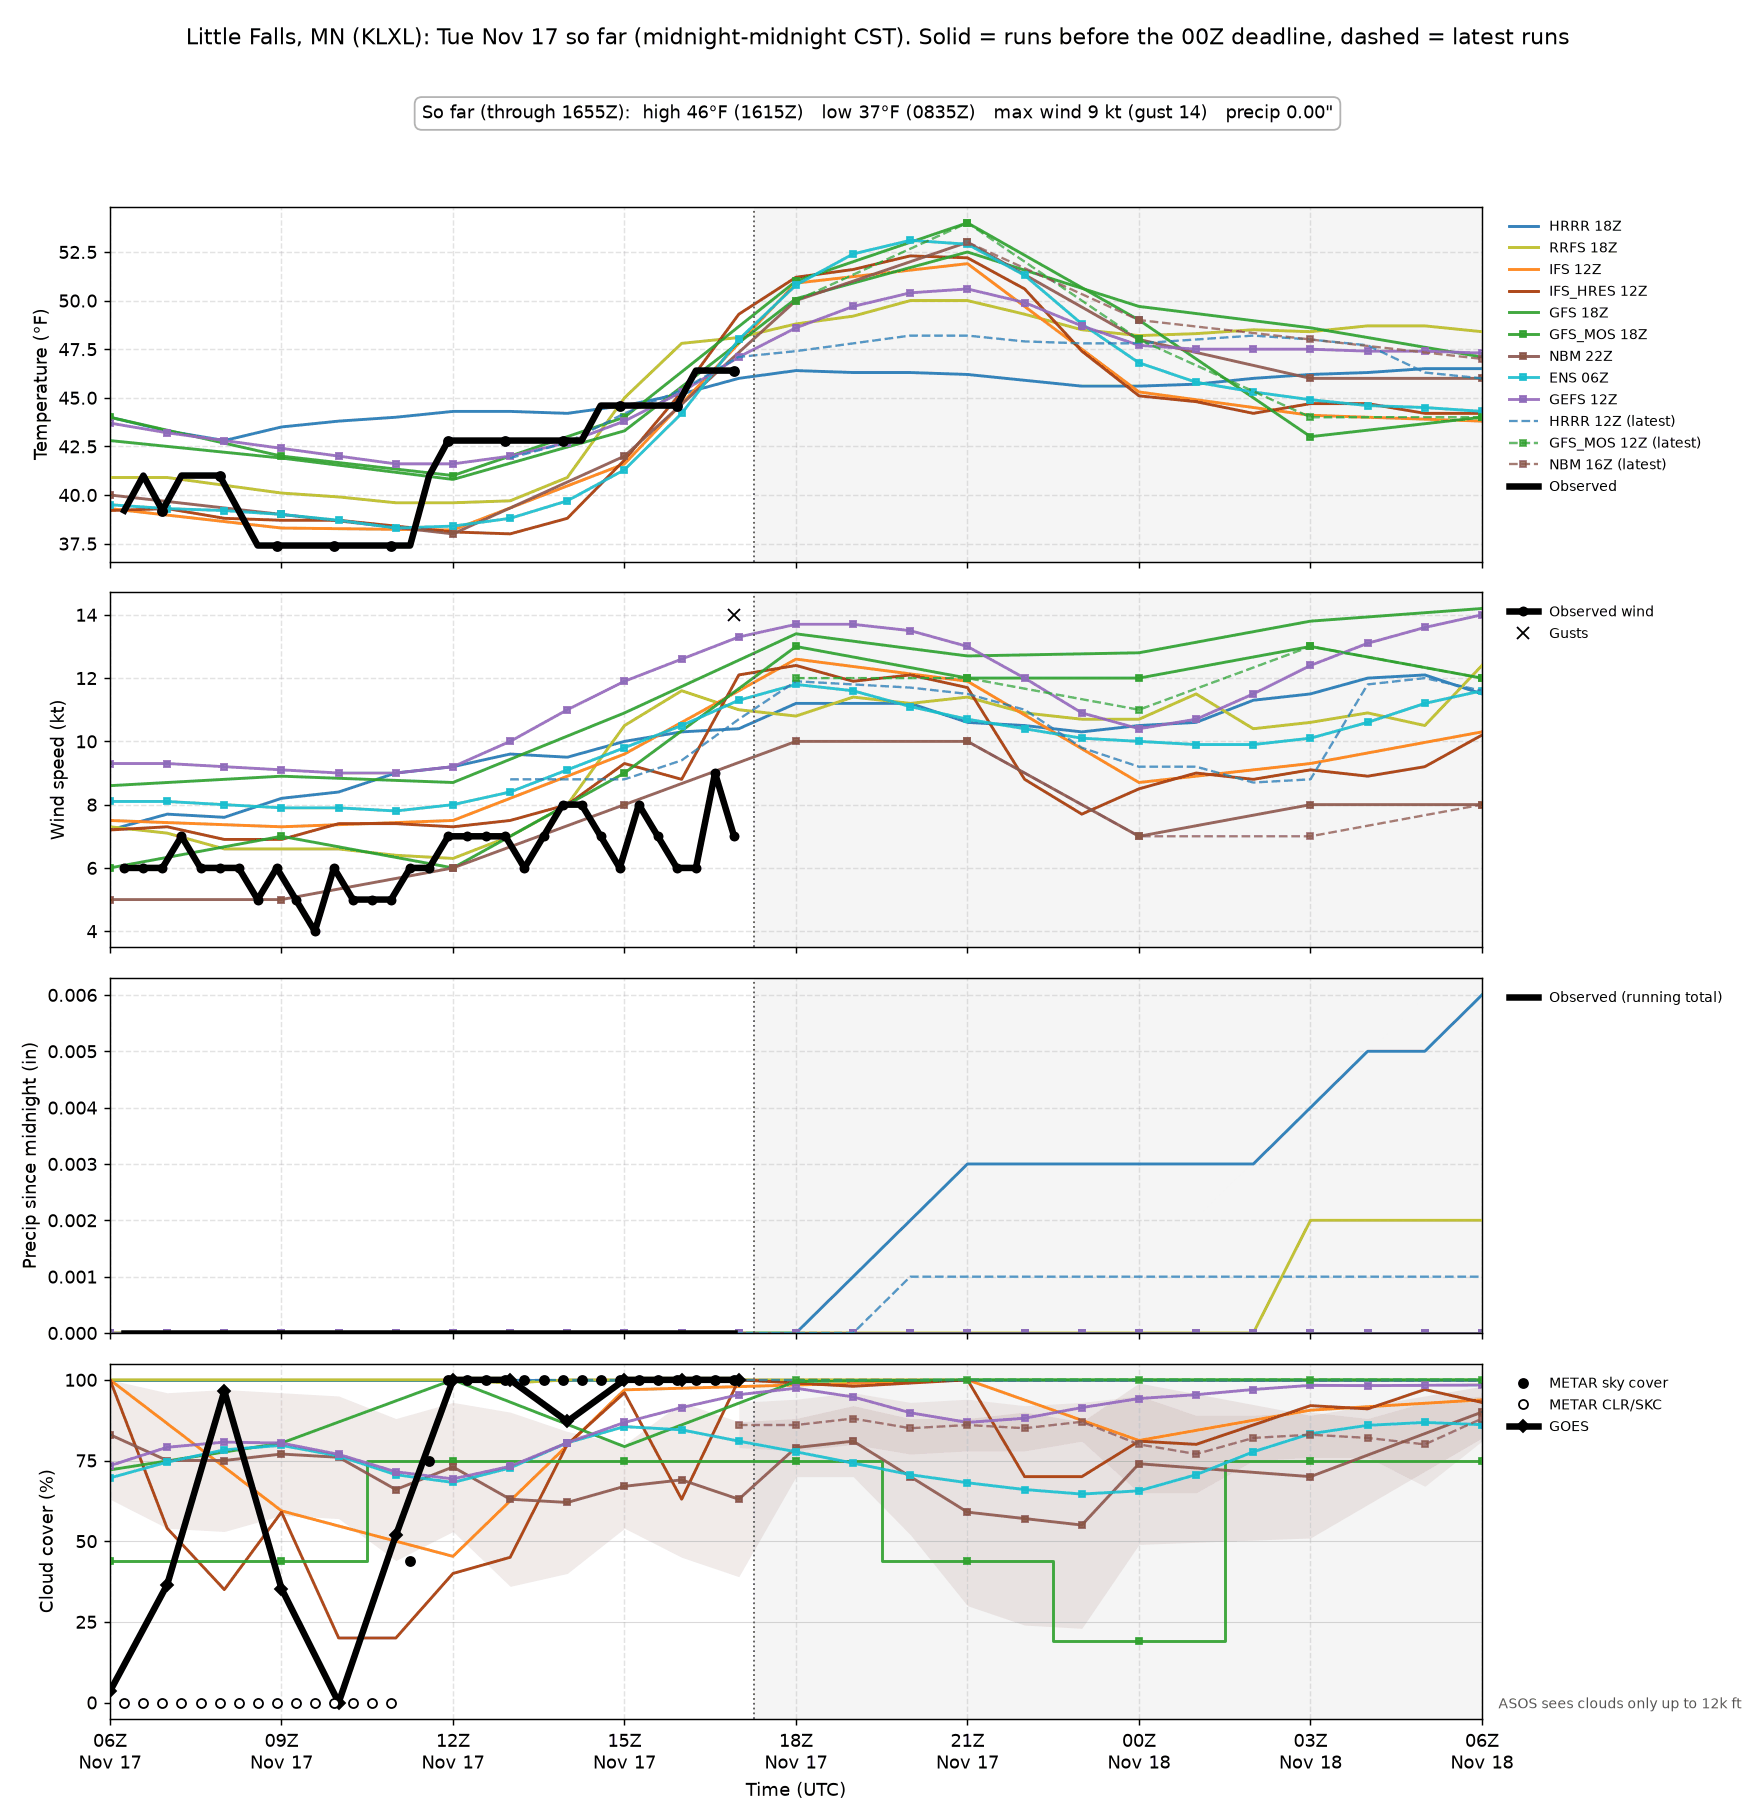 Little Falls, MN (KLXL): Tue Nov 17 so far (midnight-midnight CST). Solid = runs before the 00Z deadline, dashed = latest runs
So far (through 1655Z):  high 46°F (1615Z)   low 37°F (0835Z)   max wind 9 kt (gust 14)   precip 0.00"
Temperature (°F)
52.5
50.0
47.5
45.0
42.5
40.0
37.5
HRRR 18Z
RRFS 18Z
IFS 12Z
IFS_HRES 12Z
GFS 18Z
GFS_MOS 18Z
NBM 22Z
ENS 06Z
GEFS 12Z
HRRR 12Z (latest)
GFS_MOS 12Z (latest)
NBM 16Z (latest)
Observed
Wind speed (kt)
14
12
10
8
6
4
Observed wind
Gusts
Precip since midnight (in)
0.006
0.005
0.004
0.003
0.002
0.001
0.000
Observed (running total)
Cloud cover (%)
100
75
50
25
0
METAR sky cover
METAR CLR/SKC
GOES
ASOS sees clouds only up to 12k ft
06Z
Nov 17
09Z
Nov 17
12Z
Nov 17
15Z
Nov 17
18Z
Nov 17
21Z
Nov 17
00Z
Nov 18
03Z
Nov 18
06Z
Nov 18
Time (UTC)